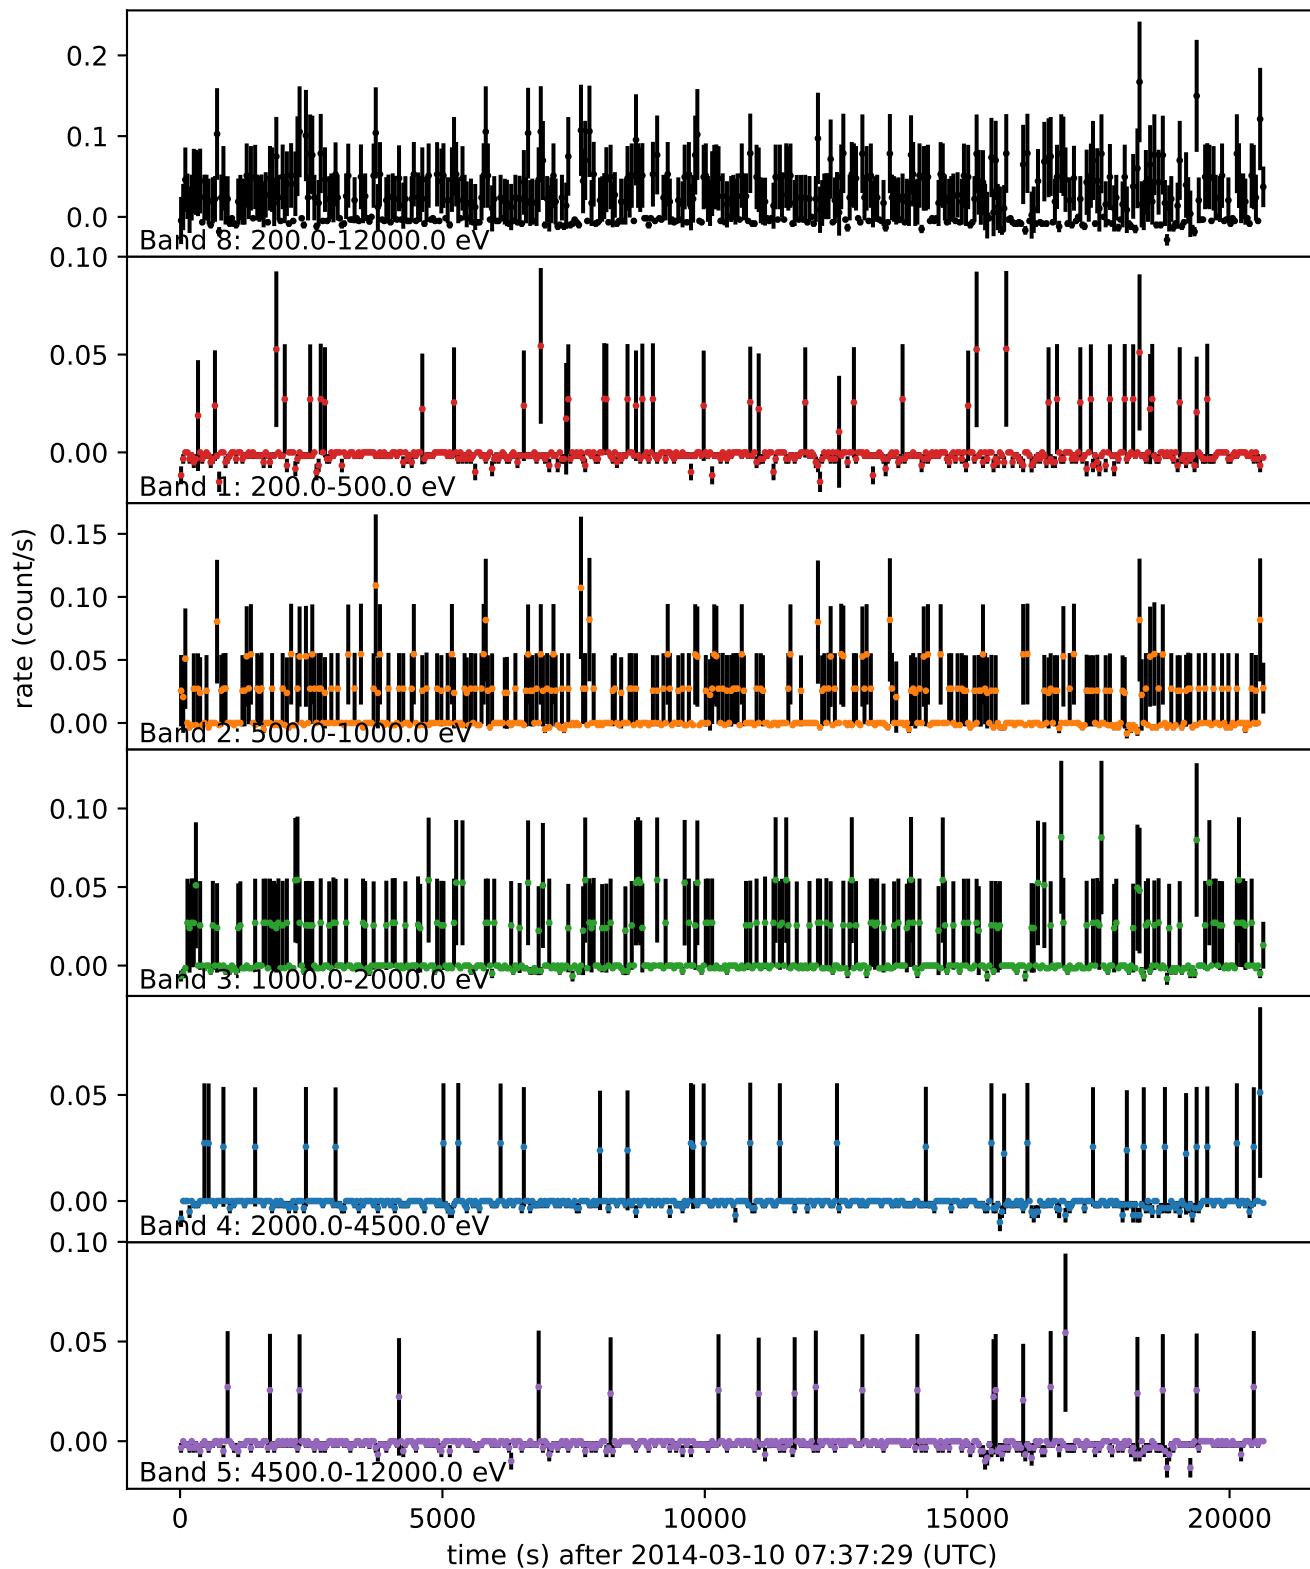 0.2
0.1
0.0
Band 8: 200.0-12000.0 eV
0.10
0.05
0.00
Band 1: 200.0-500.0 eV
rate (count/s)
0.15
0.10
0.05
0.00
Band 2: 500.0-1000.0 eV
0.10
0.05
0.00
Band 3: 1000.0-2000.0 eV
0.05
0.00
Band 4: 2000.0-4500.0 eV
0.10
0.05
0.00
Band 5: 4500.0-12000.0 eV
0 5000 10000 15000 20000
time (s) after 2014-03-10 07:37:29 (UTC)